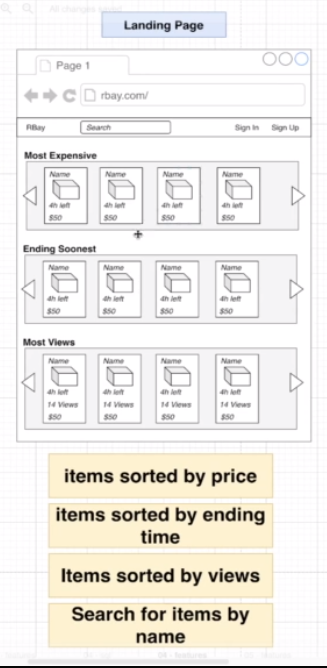 All changes saved
Landing Page
Page 1
rbay.com/
RBay Search Sign In Sign Up
Most Expensive
Name Name Name Name
4h left 4h left 4h left 4h left
$50 $50 $50 $50
Ending Soonest
Name Name Name Name
4h left 4h left 4h left 4h left
$50 $50 $50 $50
Most Views
Name Name Name Name
4h left 4h left 4h left 4h left
14 Views 14 Views 14 Views 14 Views
$50 $50 $50 $50
items sorted by price
items sorted by ending
time
Items sorted by views
Search for items by
name